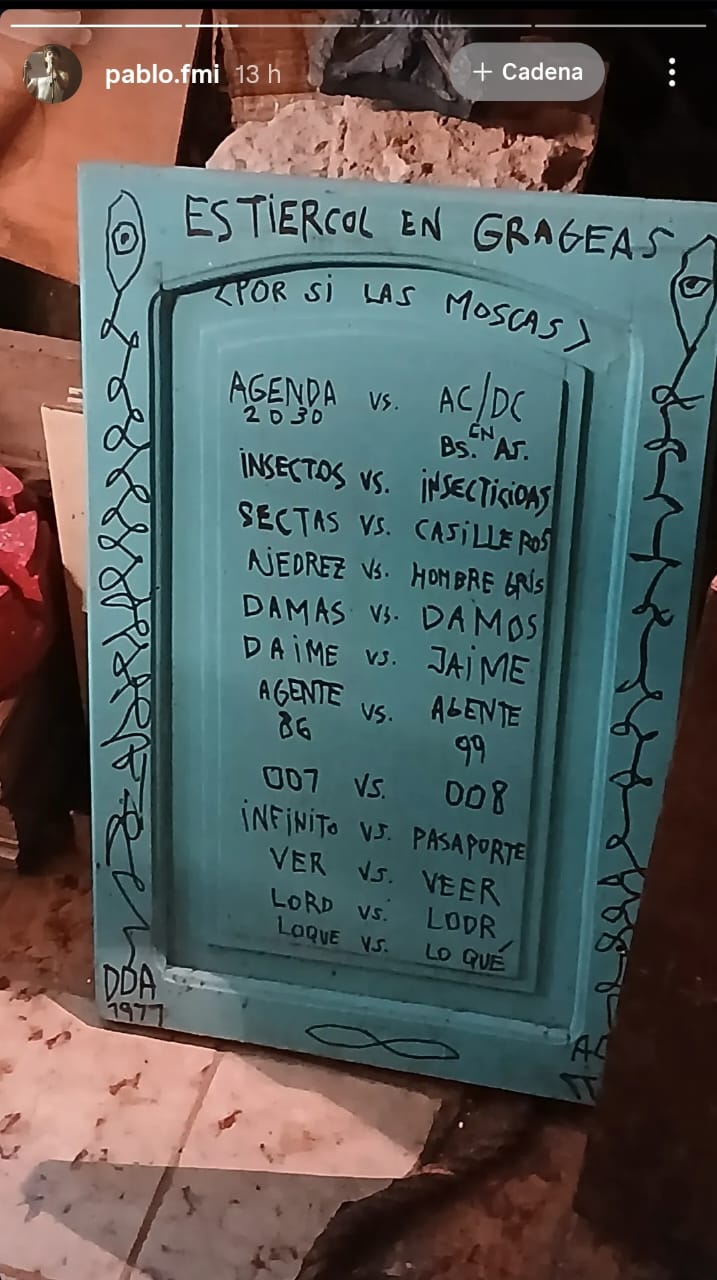 pablo.fmi 13 h
+ Cadena
ESTIERCOL EN GRAGEAS
<POR Si LAS MOSCAS>
AGENDA 2030 vs. AC/DC EN BS. AS.
iNSECTOS vs. iNSECTiCiDAS
SECTAS vs. CASiLLEROS
AJEDREZ vs. HOMBRE GRiS
DAMAS vs. DAMOS
DAiME vs. JAiME
AGENTE 86 vs. AGENTE 99
007 vs. 008
iNFiNiTO vs. PASAPORTE
VER vs. VEER
LORD vs. LODR
LOQUE vs. LO QUÉ
DDA
1977